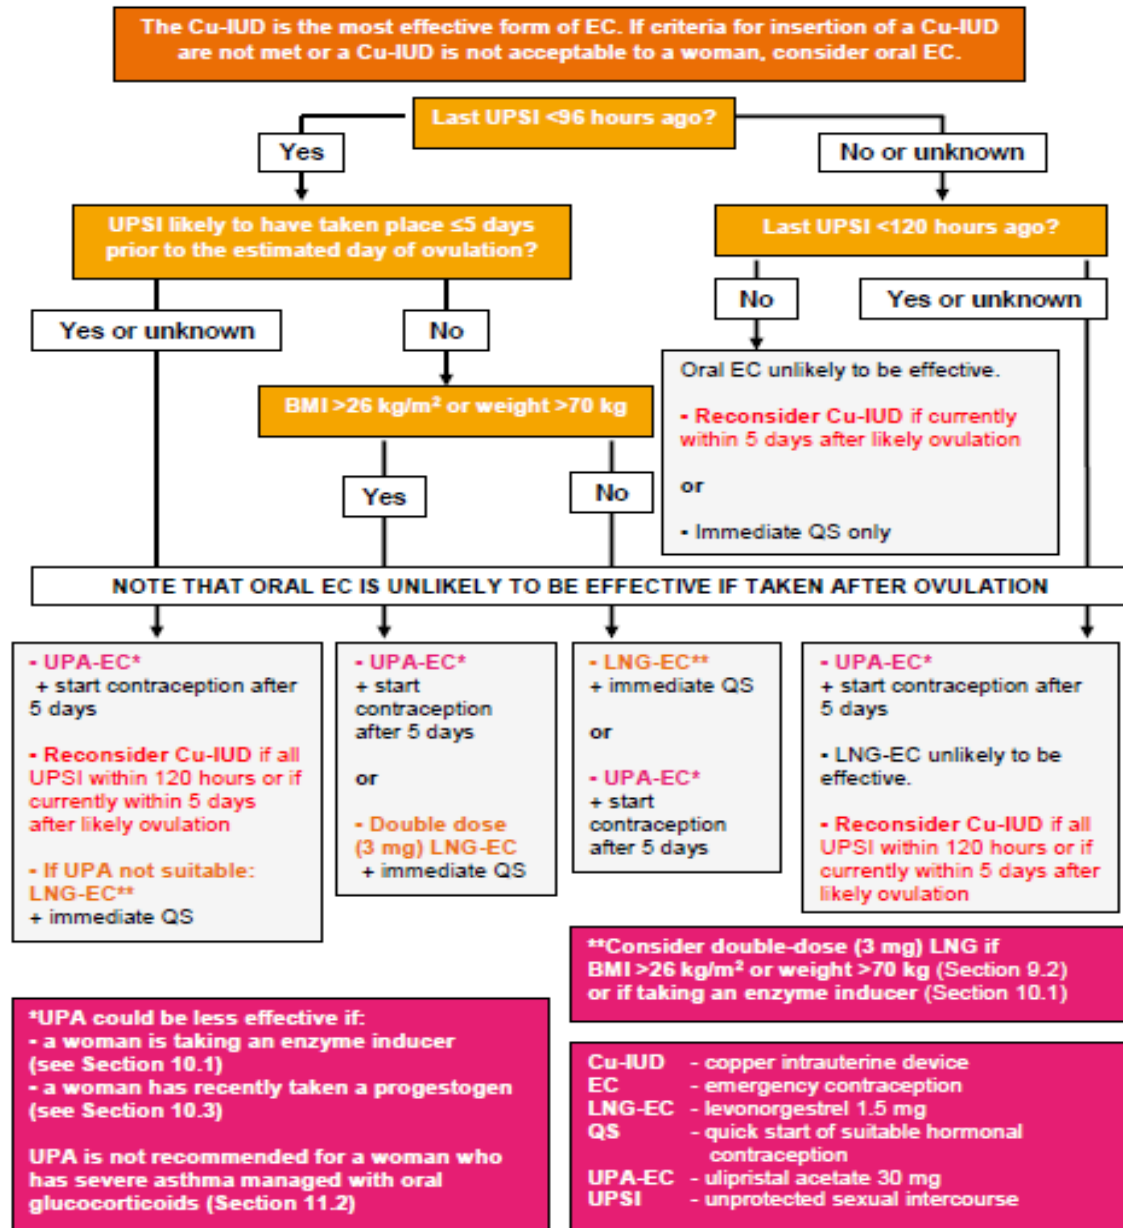 The Cu-IUD is the most effective form of EC. If criteria for insertion of a Cu-IUD
are not met or a Cu-IUD is not acceptable to a woman, consider oral EC.
Last UPSI <96 hours ago?
Yes
No or unknown
UPSI likely to have taken place ≤5 days
prior to the estimated day of ovulation?
Last UPSI <120 hours ago?
Yes or unknown
No
No
Yes or unknown
BMI >26 kg/m² or weight >70 kg
Yes
No
Oral EC unlikely to be effective.
- Reconsider Cu-IUD if currently
within 5 days after likely ovulation
or
- Immediate QS only
NOTE THAT ORAL EC IS UNLIKELY TO BE EFFECTIVE IF TAKEN AFTER OVULATION
- UPA-EC*
+ start contraception after
5 days
- Reconsider Cu-IUD if all
UPSI within 120 hours or if
currently within 5 days
after likely ovulation
- If UPA not suitable:
LNG-EC**
+ immediate QS
- UPA-EC*
+ start
contraception
after 5 days
or
- Double dose
(3 mg) LNG-EC
+ immediate QS
- LNG-EC**
+ immediate QS
or
- UPA-EC*
+ start
contraception
after 5 days
- UPA-EC*
+ start contraception after
5 days
- LNG-EC unlikely to be
effective.
- Reconsider Cu-IUD if all
UPSI within 120 hours or if
currently within 5 days after
likely ovulation
**Consider double-dose (3 mg) LNG if
BMI >26 kg/m² or weight >70 kg (Section 9.2)
or if taking an enzyme inducer (Section 10.1)
*UPA could be less effective if:
- a woman is taking an enzyme inducer
(see Section 10.1)
- a woman has recently taken a progestogen
(see Section 10.3)
UPA is not recommended for a woman who
has severe asthma managed with oral
glucocorticoids (Section 11.2)
Cu-IUD - copper intrauterine device
EC - emergency contraception
LNG-EC - levonorgestrel 1.5 mg
QS - quick start of suitable hormonal
contraception
UPA-EC - ulipristal acetate 30 mg
UPSI - unprotected sexual intercourse